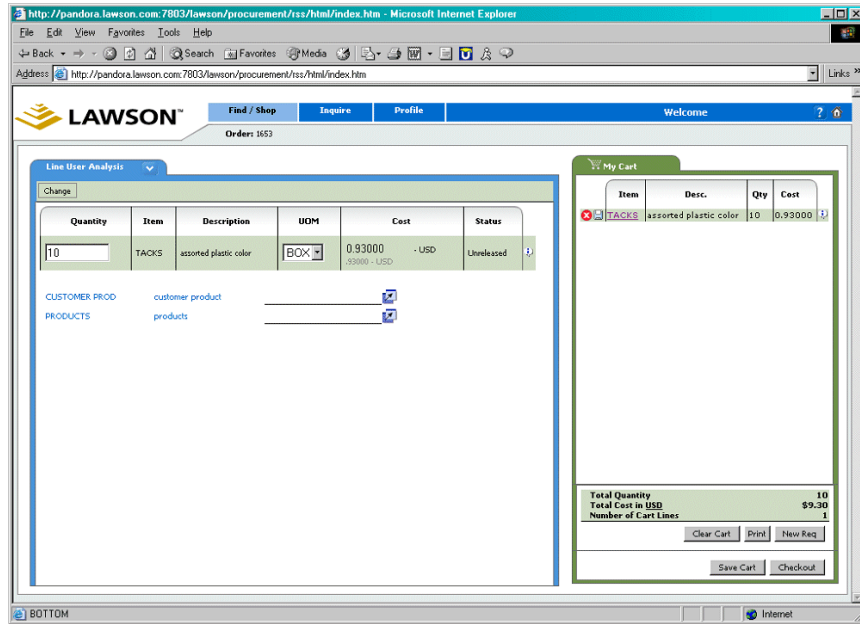 http://pandora.lawson.com:7803/lawson/procurement/rss/html/index.htm - Microsoft Internet Explorer
File Edit View Favorites Tools Help
Back Search Favorites Media
Address http://pandora.lawson.com:7803/lawson/procurement/rss/html/index.htm Links »
LAWSON™ Find / Shop Inquire Profile Welcome ?
Order: 1653
Line User Analysis
Change
Quantity Item Description UOM Cost Status
10 TACKS assorted plastic color BOX 0.93000 - USD Unreleased
.93000 - USD
CUSTOMER PROD customer product
PRODUCTS products
My Cart
Item Desc. Qty Cost
TACKS assorted plastic color 10 0.93000
Total Quantity 10
Total Cost in USD $9.30
Number of Cart Lines 1
Clear Cart Print New Req
Save Cart Checkout
BOTTOM Internet